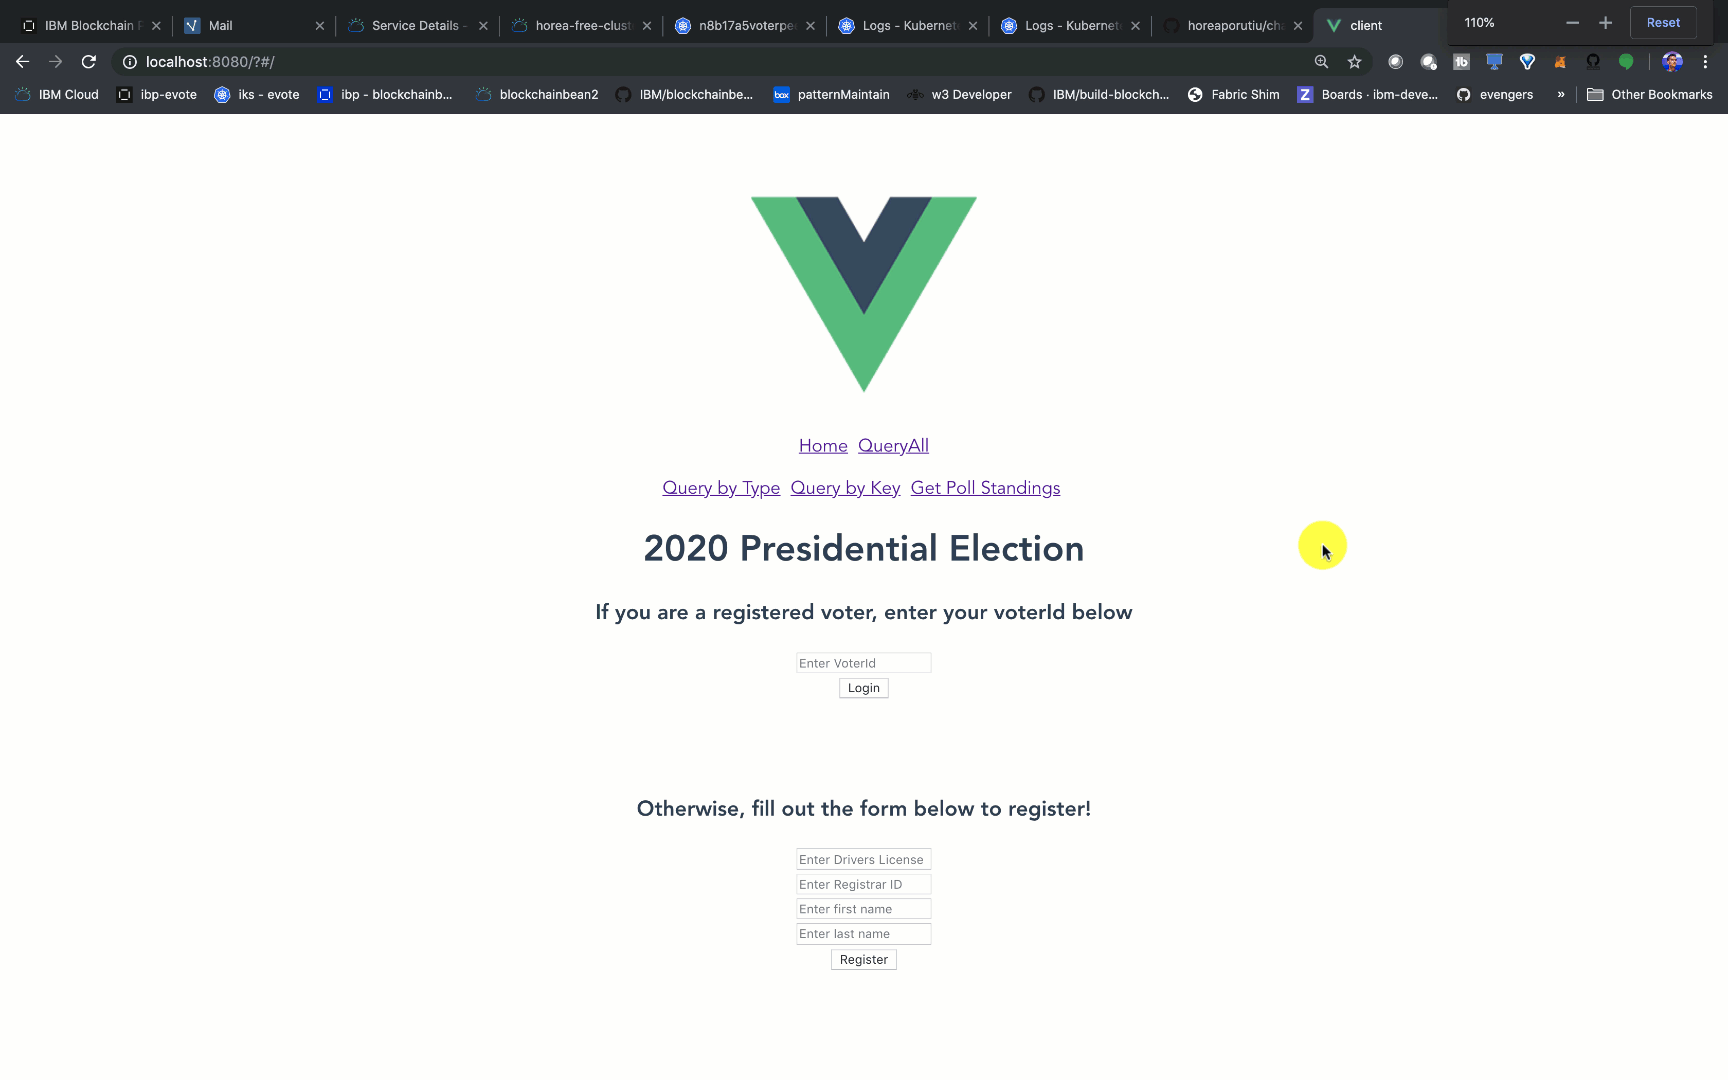 IBM Blockchain P
Mail
Service Details -
horea-free-clust
n8b17a5voterpe
Logs - Kubernete
Logs - Kubernete
horeaporutiu/cha
client
110%
Reset
localhost:8080/?#/
IBM Cloud
ibp-evote
iks - evote
ibp - blockchainb...
blockchainbean2
IBM/blockchainbe...
box
patternMaintain
w3 Developer
IBM/build-blockch...
Fabric Shim
Z
Boards · ibm-deve...
evengers
»
Other Bookmarks
Home QueryAll
Query by Type Query by Key Get Poll Standings
2020 Presidential Election
If you are a registered voter, enter your voterId below
Enter VoterId
Login
Otherwise, fill out the form below to register!
Enter Drivers License
Enter Registrar ID
Enter first name
Enter last name
Register